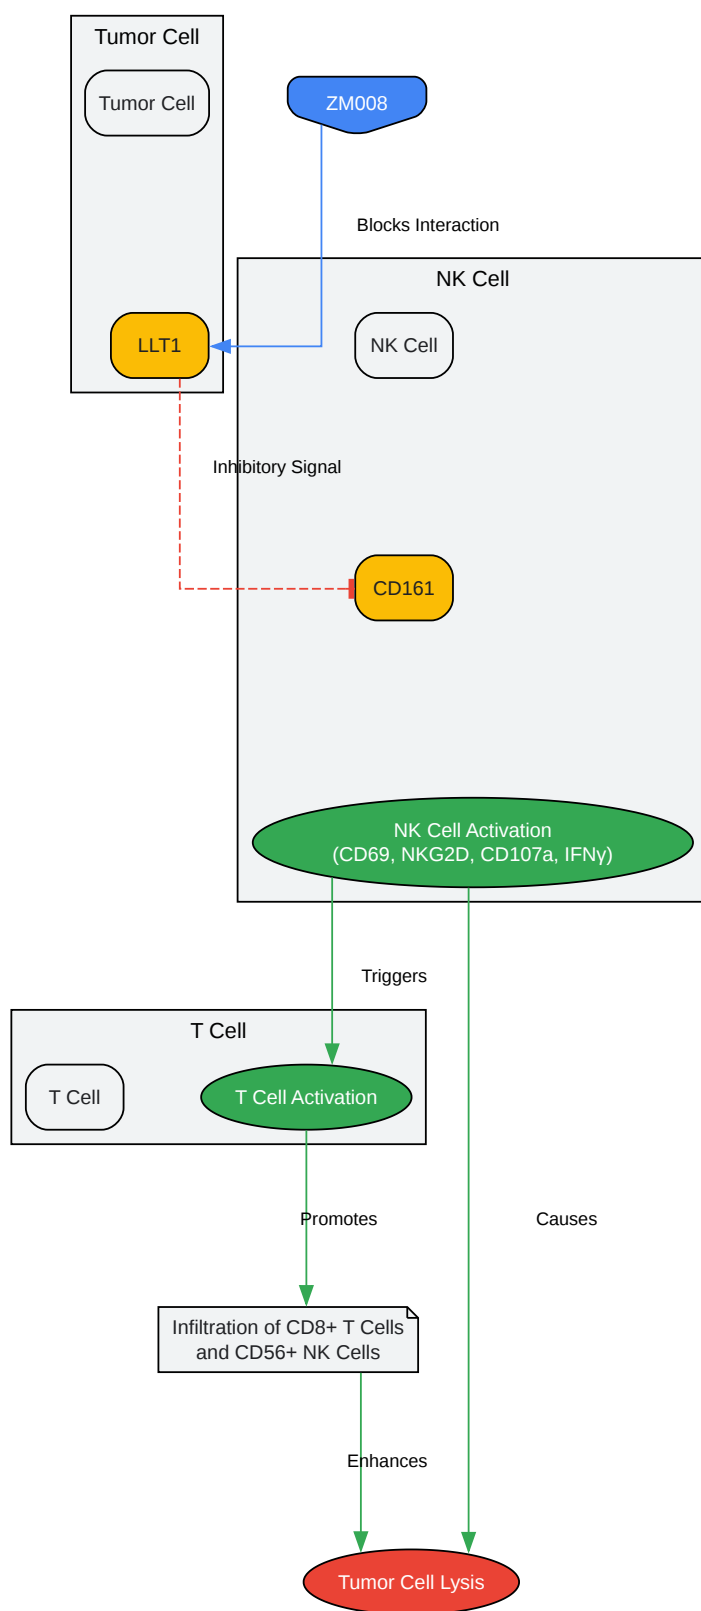 Tumor Cell
Tumor Cell
ZM008
Blocks Interaction
NK Cell
LLT1
NK Cell
Inhibitory Signal
CD161
NK Cell Activation
(CD69, NKG2D, CD107a, IFNγ)
Triggers
T Cell
T Cell
T Cell Activation
Promotes
Causes
Infiltration of CD8+ T Cells
and CD56+ NK Cells
Enhances
Tumor Cell Lysis